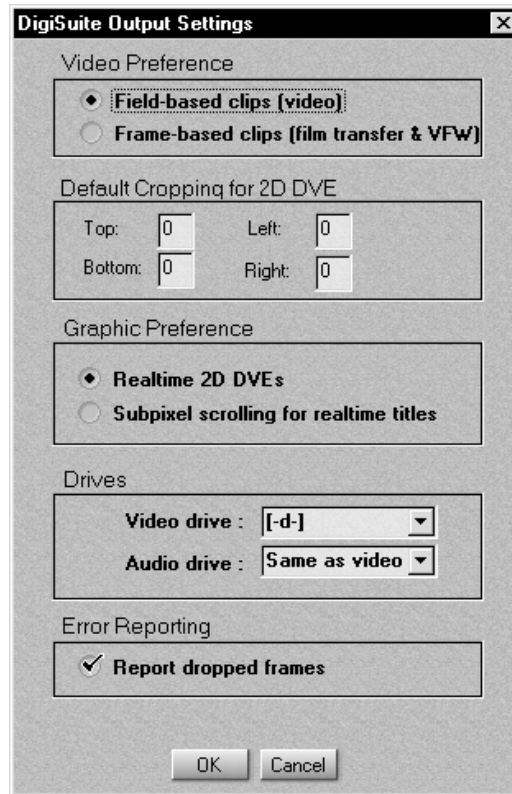 DigiSuite Output Settings
Video Preference
Field-based clips (video)
Frame-based clips (film transfer & VFW)
Default Cropping for 2D DVE
Top: 0 Left: 0
Bottom: 0 Right: 0
Graphic Preference
Realtime 2D DVEs
Subpixel scrolling for realtime titles
Drives
Video drive : [-d-]
Audio drive : Same as video
Error Reporting
Report dropped frames
OK Cancel